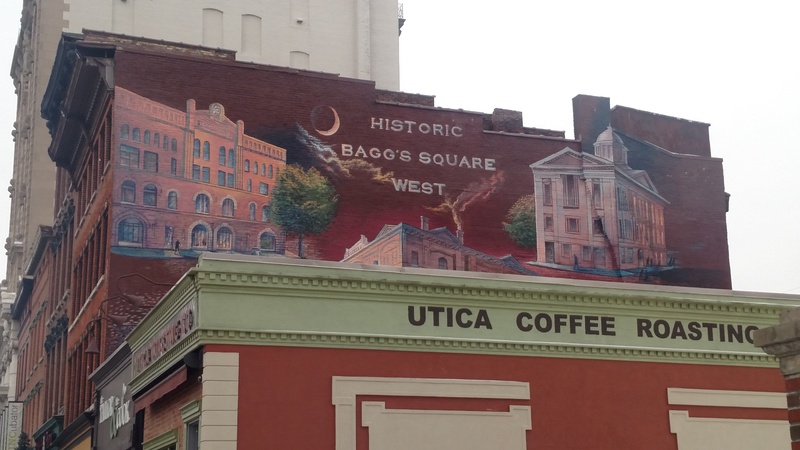 HISTORIC
BAGG'S SQUARE
WEST
UTICA COFFEE ROASTING